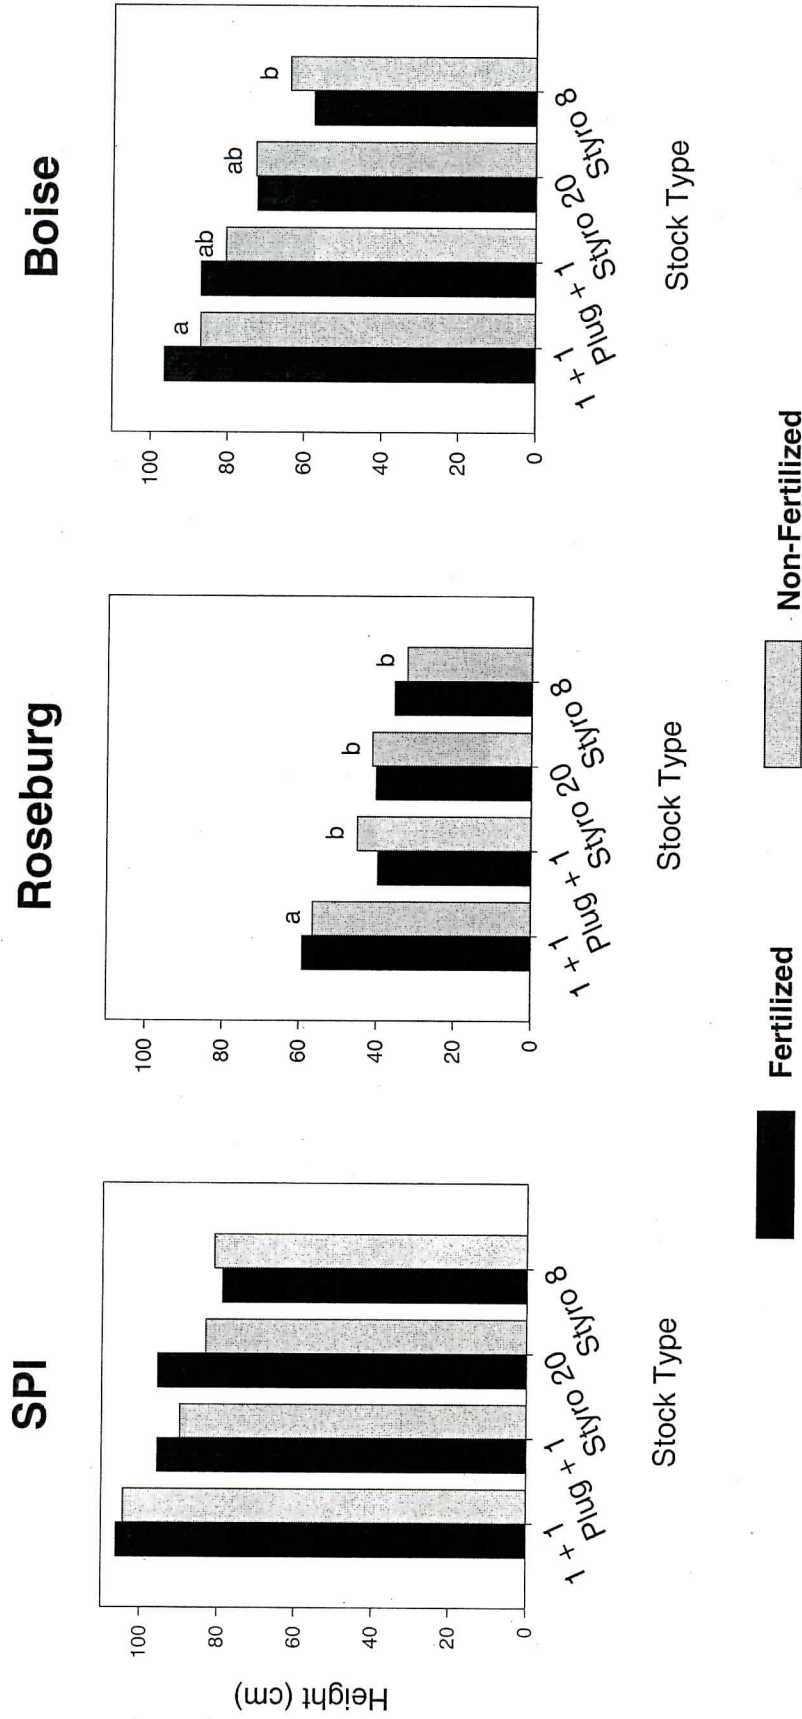 SPI
Height (cm)
100
80
60
40
20
0
1 + 1
Plug + 1
Styro 20
Styro 8
Stock Type
Roseburg
100
80
60
40
20
0
a
b
b
b
1 + 1
Plug + 1
Styro 20
Styro 8
Stock Type
Boise
100
80
60
40
20
0
a
ab
ab
b
1 + 1
Plug + 1
Styro 20
Styro 8
Stock Type
Fertilized
Non-Fertilized